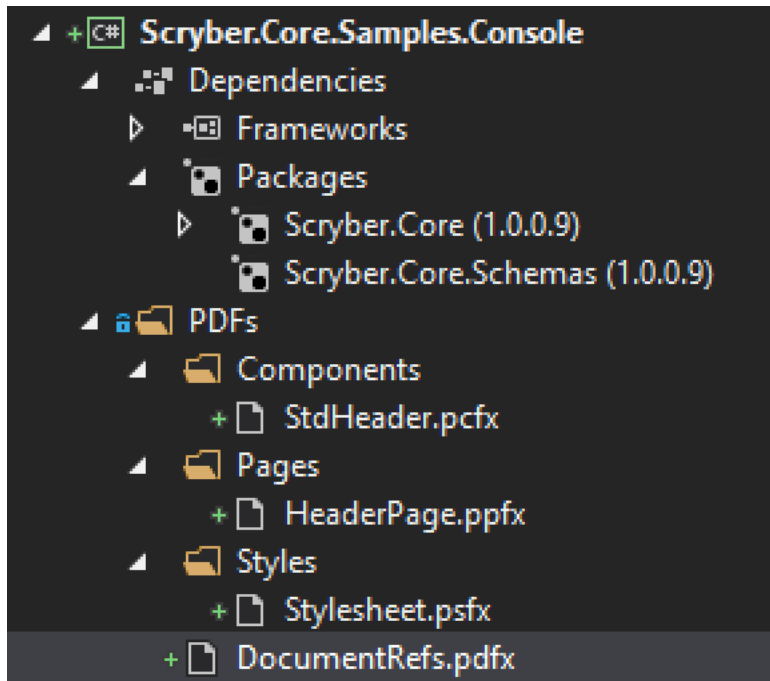 Scryber.Core.Samples.Console
Dependencies
Frameworks
Packages
Scryber.Core (1.0.0.9)
Scryber.Core.Schemas (1.0.0.9)
PDFs
Components
StdHeader.pcfx
Pages
HeaderPage.ppfx
Styles
Stylesheet.psfx
DocumentRefs.pdfx